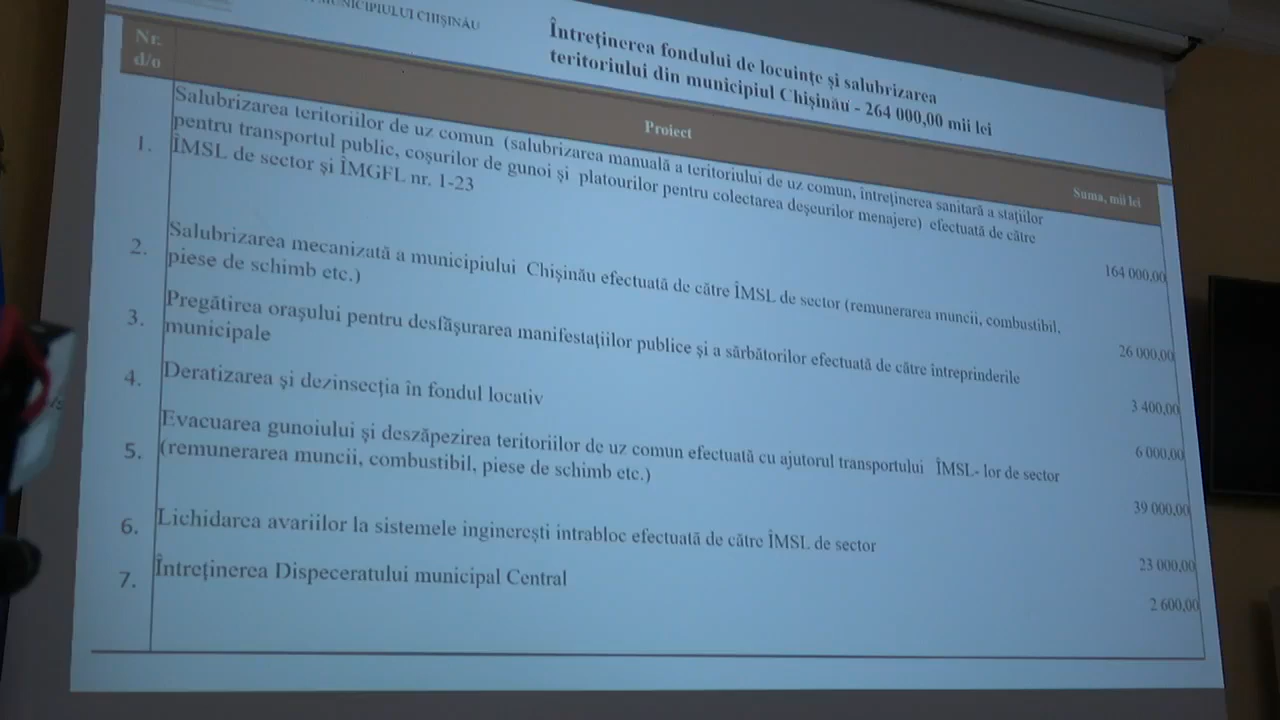 MUNICIPIULUI CHIŞINĂU
Întreţinerea fondului de locuinţe şi salubrizarea
teritoriului din municipiul Chişinău - 264 000,00 mii lei
Nr.
d/o
Proiect
Suma, mii lei
1.
Salubrizarea teritoriilor de uz comun (salubrizarea manuală a teritoriului de uz comun, întreţinerea sanitară a staţiilor
pentru transportul public, coşurilor de gunoi şi platourilor pentru colectarea deşeurilor menajere) efectuată de către
ÎMSL de sector şi ÎMGFL nr. 1-23
164 000,00
2.
Salubrizarea mecanizată a municipiului Chişinău efectuată de către ÎMSL de sector (remunerarea muncii, combustibil,
piese de schimb etc.)
26 000,00
3.
Pregătirea oraşului pentru desfăşurarea manifestaţiilor publice şi a sărbătorilor efectuată de către întreprinderile
municipale
3 400,00
4.
Deratizarea şi dezinsecţia în fondul locativ
6 000,00
5.
Evacuarea gunoiului şi deszăpezirea teritoriilor de uz comun efectuată cu ajutorul transportului ÎMSL- lor de sector
(remunerarea muncii, combustibil, piese de schimb etc.)
39 000,00
6.
Lichidarea avariilor la sistemele inginereşti intrabloc efectuată de către ÎMSL de sector
23 000,00
7.
Întreţinerea Dispeceratului municipal Central
2 600,00